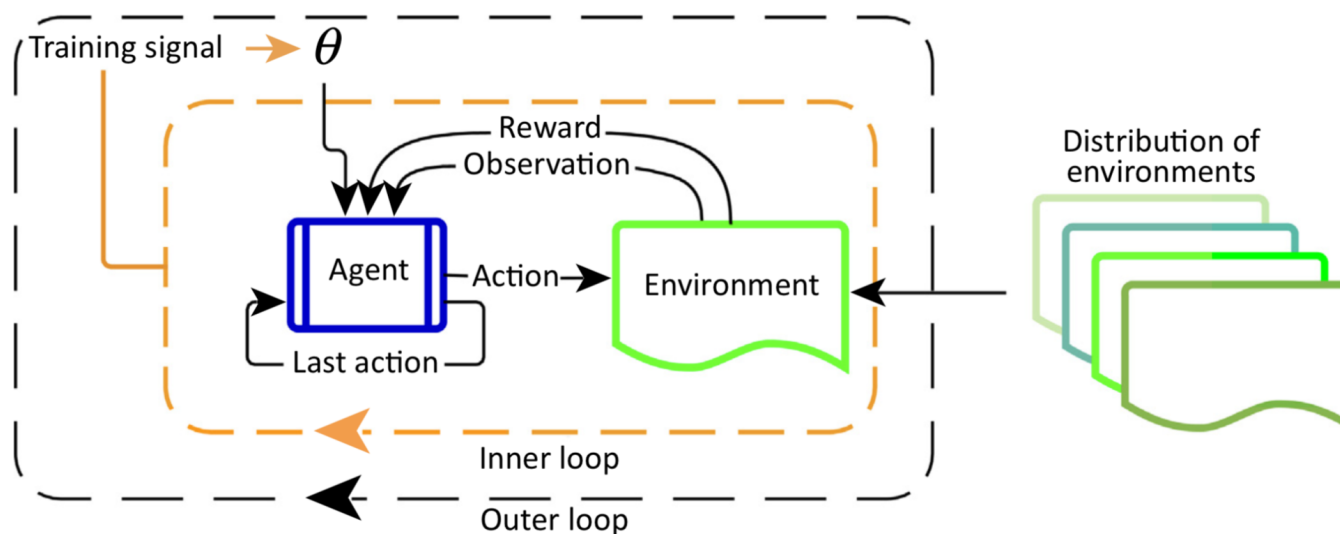 Training signal
θ
Reward
Observation
Distribution of
environments
Agent
Action
Environment
Last action
Inner loop
Outer loop